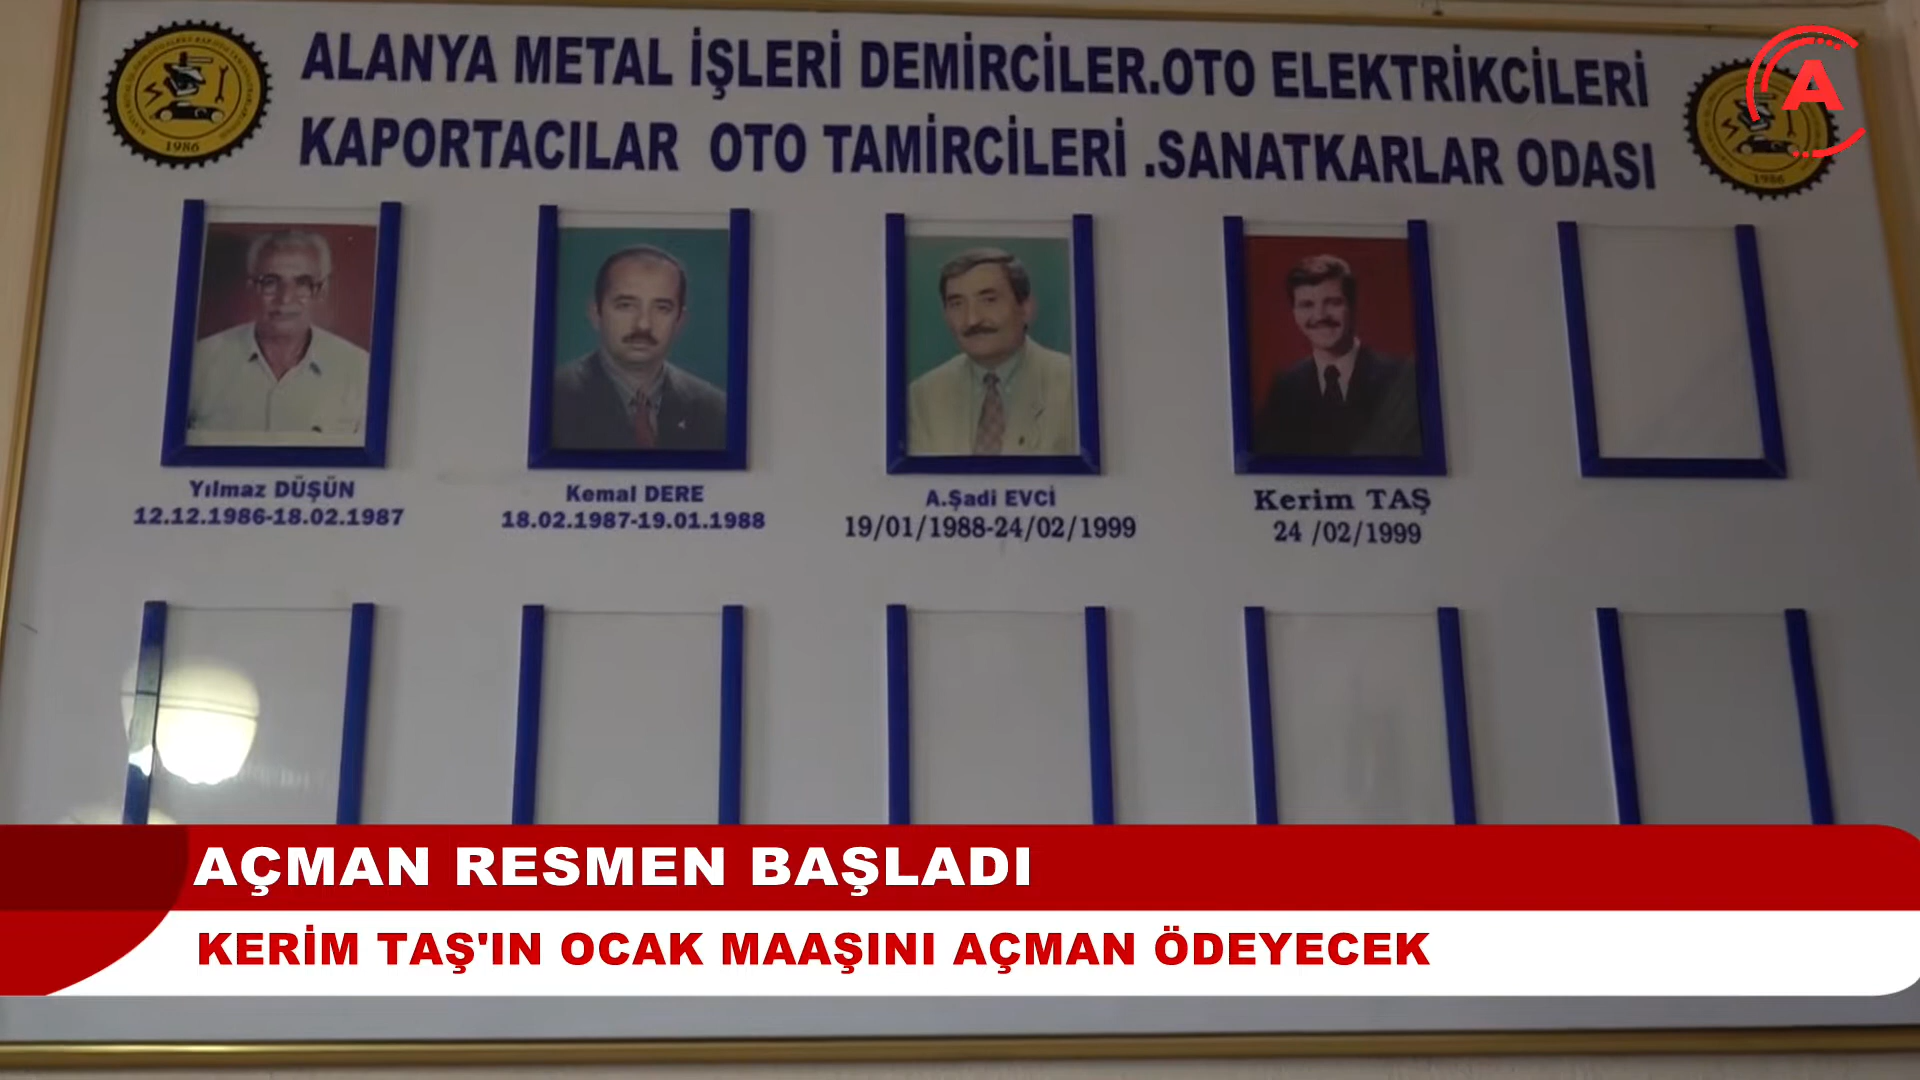 ALANYA METAL İŞLERİ DEMİRCİLER.OTO ELEKTRİKCİLERİ
KAPORTACILAR OTO TAMİRCİLERİ .SANATKARLAR ODASI
1986
1986
A
Yılmaz DÜŞÜN
12.12.1986-18.02.1987
Kemal DERE
18.02.1987-19.01.1988
A.Şadi EVCİ
19/01/1988-24/02/1999
Kerim TAŞ
24 /02/1999
AÇMAN RESMEN BAŞLADI
KERİM TAŞ'IN OCAK MAAŞINI AÇMAN ÖDEYECEK